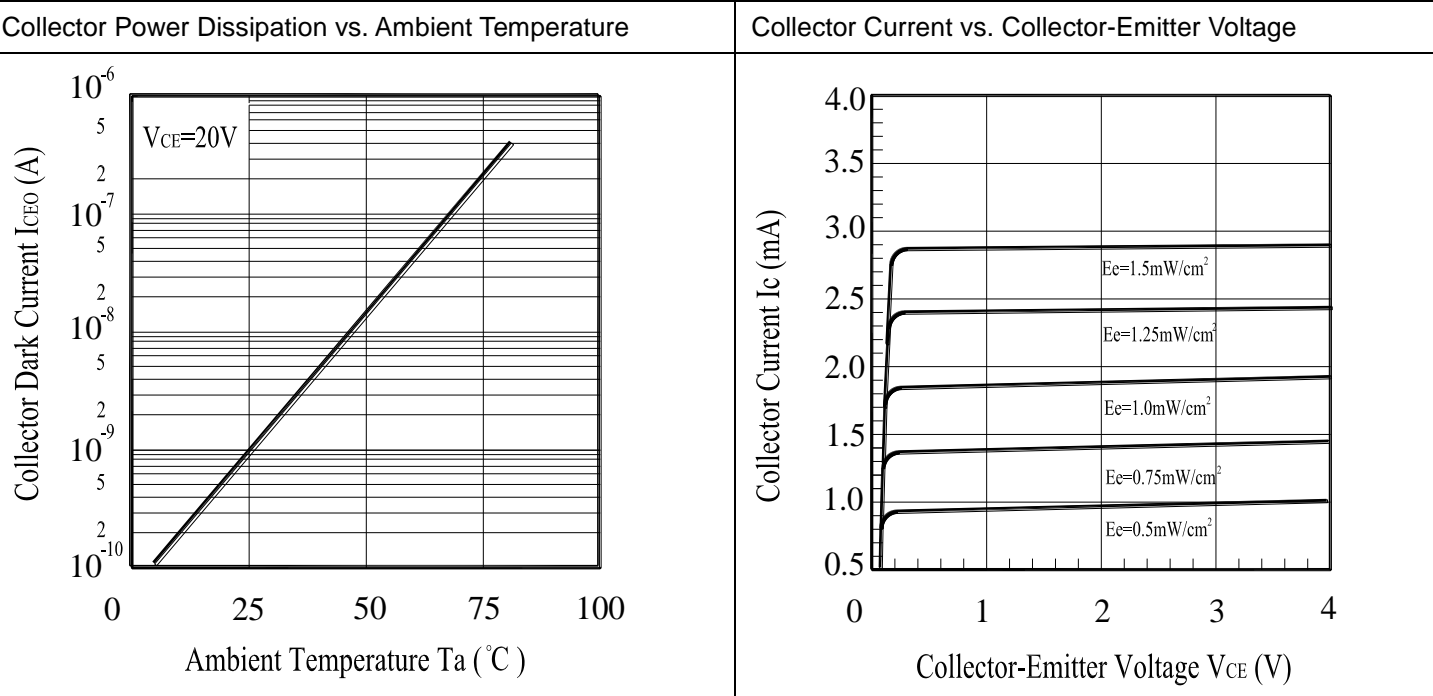 Collector Power Dissipation vs. Ambient Temperature
Collector Current vs. Collector-Emitter Voltage
10⁻⁶
5
2
10⁻⁷
5
2
10⁻⁸
5
2
10⁻⁹
5
2
10⁻¹⁰
Collector Dark Current ICEO (A)
VCE=20V
0 25 50 75 100
Ambient Temperature Ta (℃)
4.0
3.5
3.0
2.5
2.0
1.5
1.0
0.5
Collector Current Ic (mA)
Ee=1.5mW/cm²
Ee=1.25mW/cm²
Ee=1.0mW/cm²
Ee=0.75mW/cm²
Ee=0.5mW/cm²
0 1 2 3 4
Collector-Emitter Voltage VCE (V)